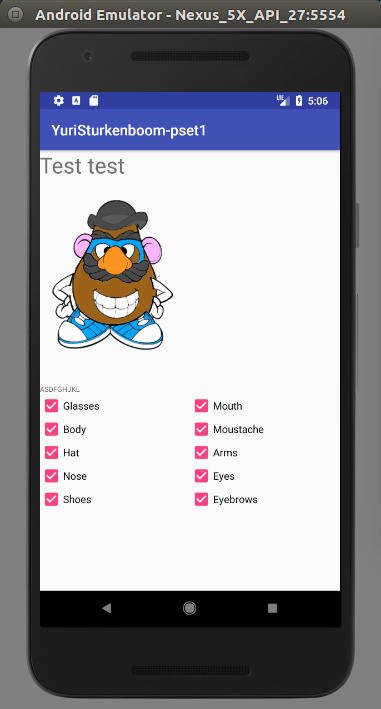 Android Emulator - Nexus_5X_API_27:5554
A LTE 5:06
YuriSturkenboom-pset1
Test test
ASDFGHJKL
Glasses Mouth
Body Moustache
Hat Arms
Nose Eyes
Shoes Eyebrows